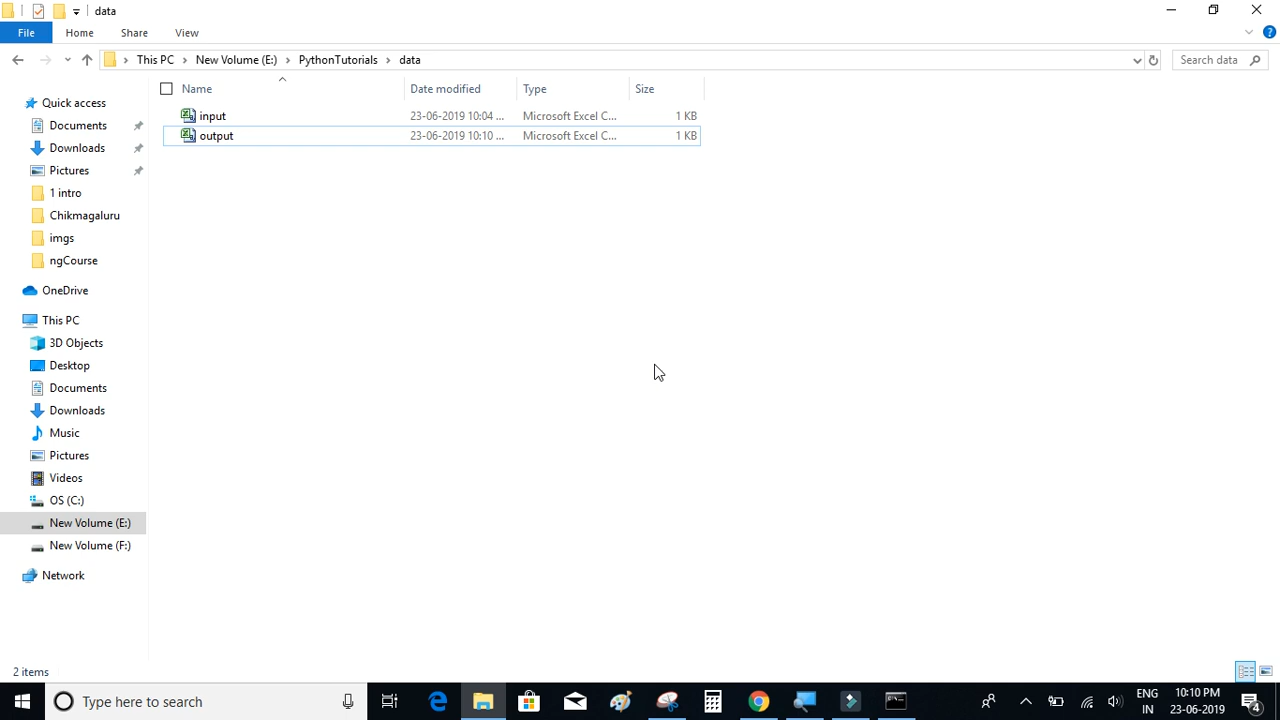 data
File Home Share View
This PC New Volume (E:) PythonTutorials data Search data
Name Date modified Type Size
input 23-06-2019 10:04 ... Microsoft Excel C... 1 KB
output 23-06-2019 10:10 ... Microsoft Excel C... 1 KB
Quick access
Documents
Downloads
Pictures
1 intro
Chikmagaluru
imgs
ngCourse
OneDrive
This PC
3D Objects
Desktop
Documents
Downloads
Music
Pictures
Videos
OS (C:)
New Volume (E:)
New Volume (F:)
Network
2 items
Type here to search
ENG 10:10 PM
IN 23-06-2019 4